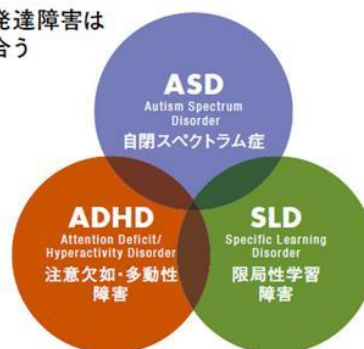 発達障害は
合う
ASD
Autism Spectrum
Disorder
自閉スペクトラム症
ADHD
Attention Deficit/
Hyperactivity Disorder
注意欠如・多動性
障害
SLD
Specific Learning
Disorder
限局性学習
障害